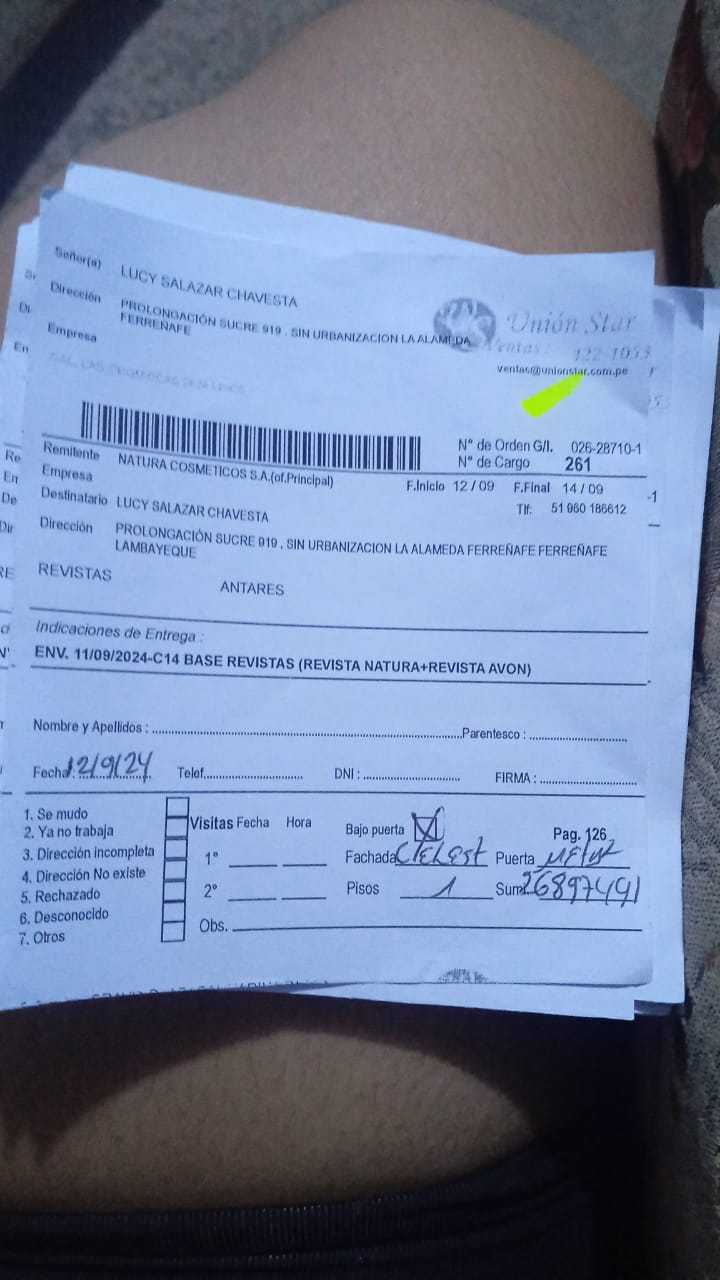 Señor(a) LUCY SALAZAR CHAVESTA
Dirección PROLONGACIÓN SUCRE 919 . SIN URBANIZACION LA ALAMEDA
FERREÑAFE
Empresa
Unión Star
Ventas :
ventas@unionstar.com.pe
N° de Orden G/I. 026-28710-1
N° de Cargo 261
Remitente NATURA COSMETICOS S.A.(of.Principal)
Empresa F.Inicio 12 / 09 F.Final 14 / 09
Destinatario LUCY SALAZAR CHAVESTA Tlf: 51 960 186612
Dirección PROLONGACIÓN SUCRE 919 . SIN URBANIZACION LA ALAMEDA FERREÑAFE FERREÑAFE
LAMBAYEQUE
REVISTAS ANTARES
Indicaciones de Entrega :
ENV. 11/09/2024-C14 BASE REVISTAS (REVISTA NATURA+REVISTA AVON)
Nombre y Apellidos : Parentesco :
Fecha: 12/9/24 Telef. DNI : FIRMA :
1. Se mudo
2. Ya no trabaja
3. Dirección incompleta
4. Dirección No existe
5. Rechazado
6. Desconocido
7. Otros
Visitas Fecha Hora
1°
2°
Obs.
Bajo puerta Pag. 126
Fachada Puerta
Pisos 1 Sum. 26897491